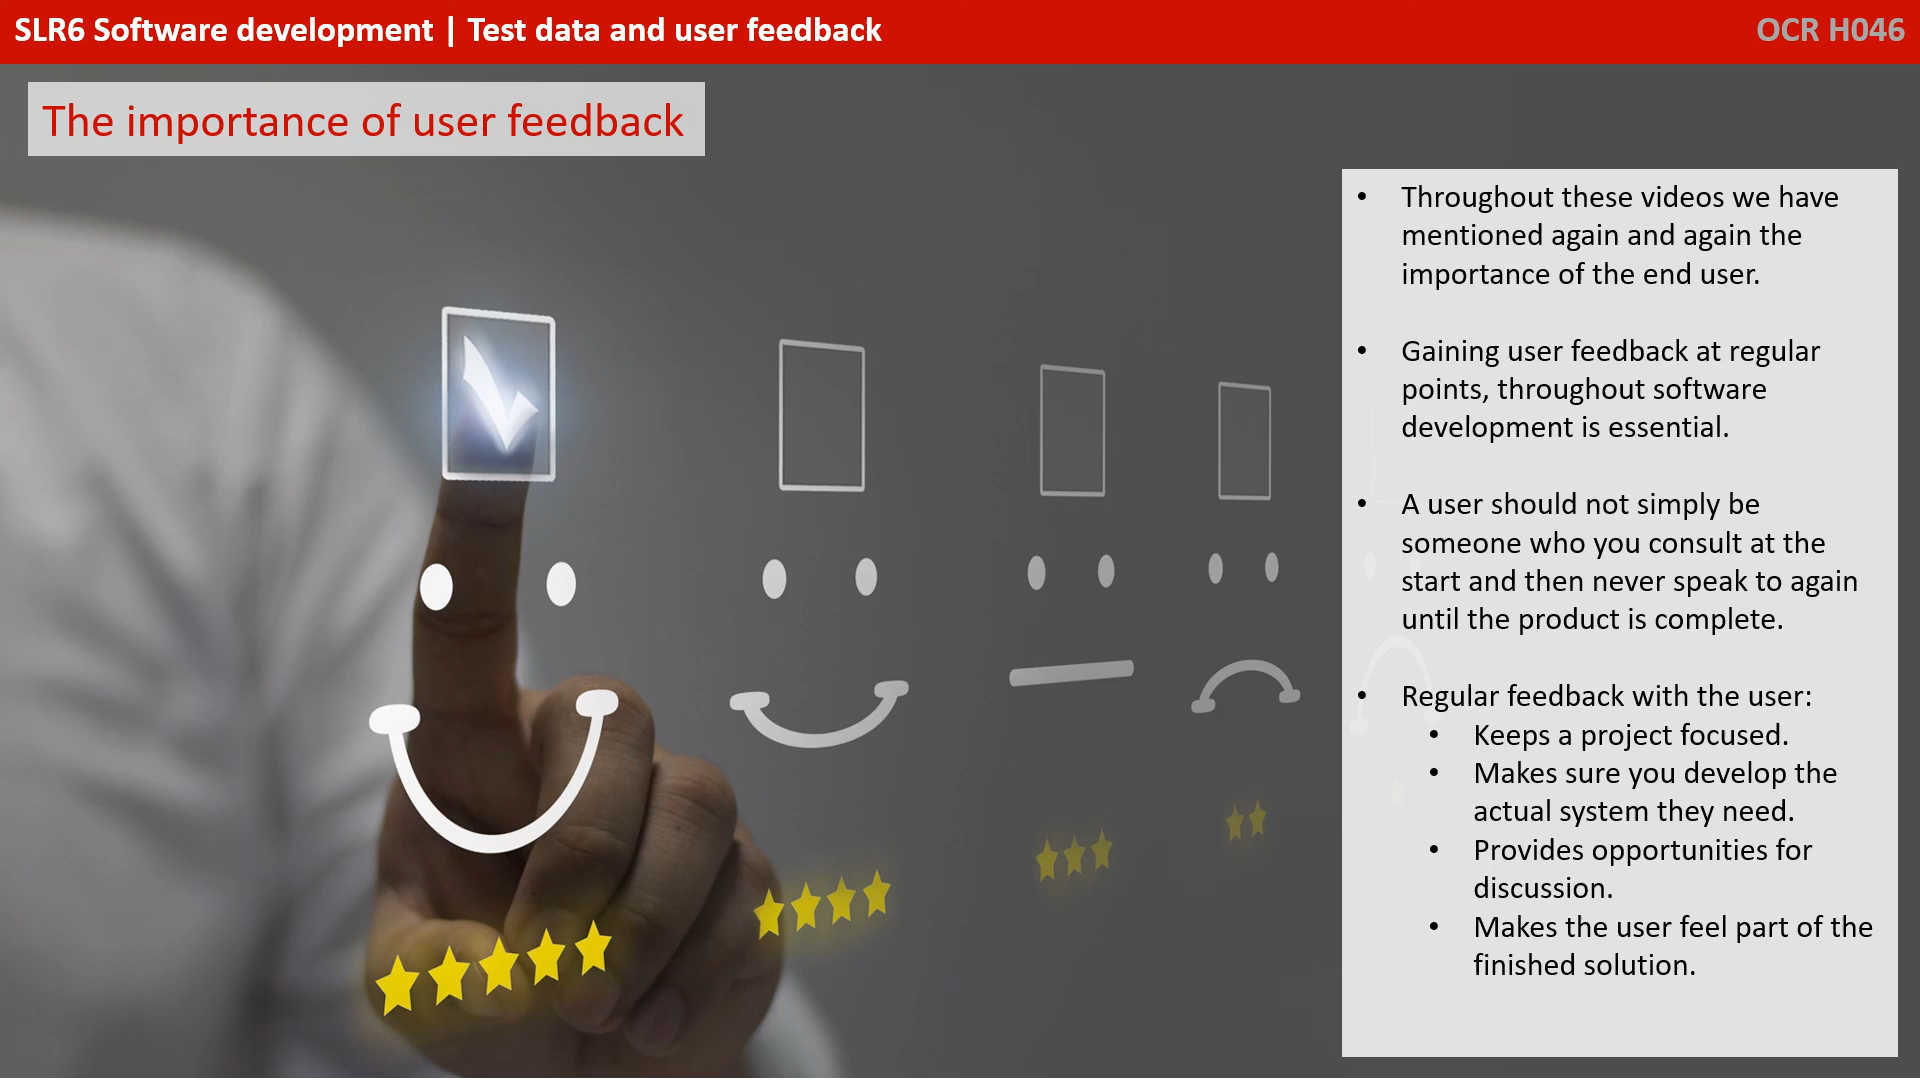 SLR6 Software development | Test data and user feedback
OCR H046
The importance of user feedback
• Throughout these videos we have
mentioned again and again the
importance of the end user.
• Gaining user feedback at regular
points, throughout software
development is essential.
• A user should not simply be
someone who you consult at the
start and then never speak to again
until the product is complete.
• Regular feedback with the user:
• Keeps a project focused.
• Makes sure you develop the
actual system they need.
• Provides opportunities for
discussion.
• Makes the user feel part of the
finished solution.